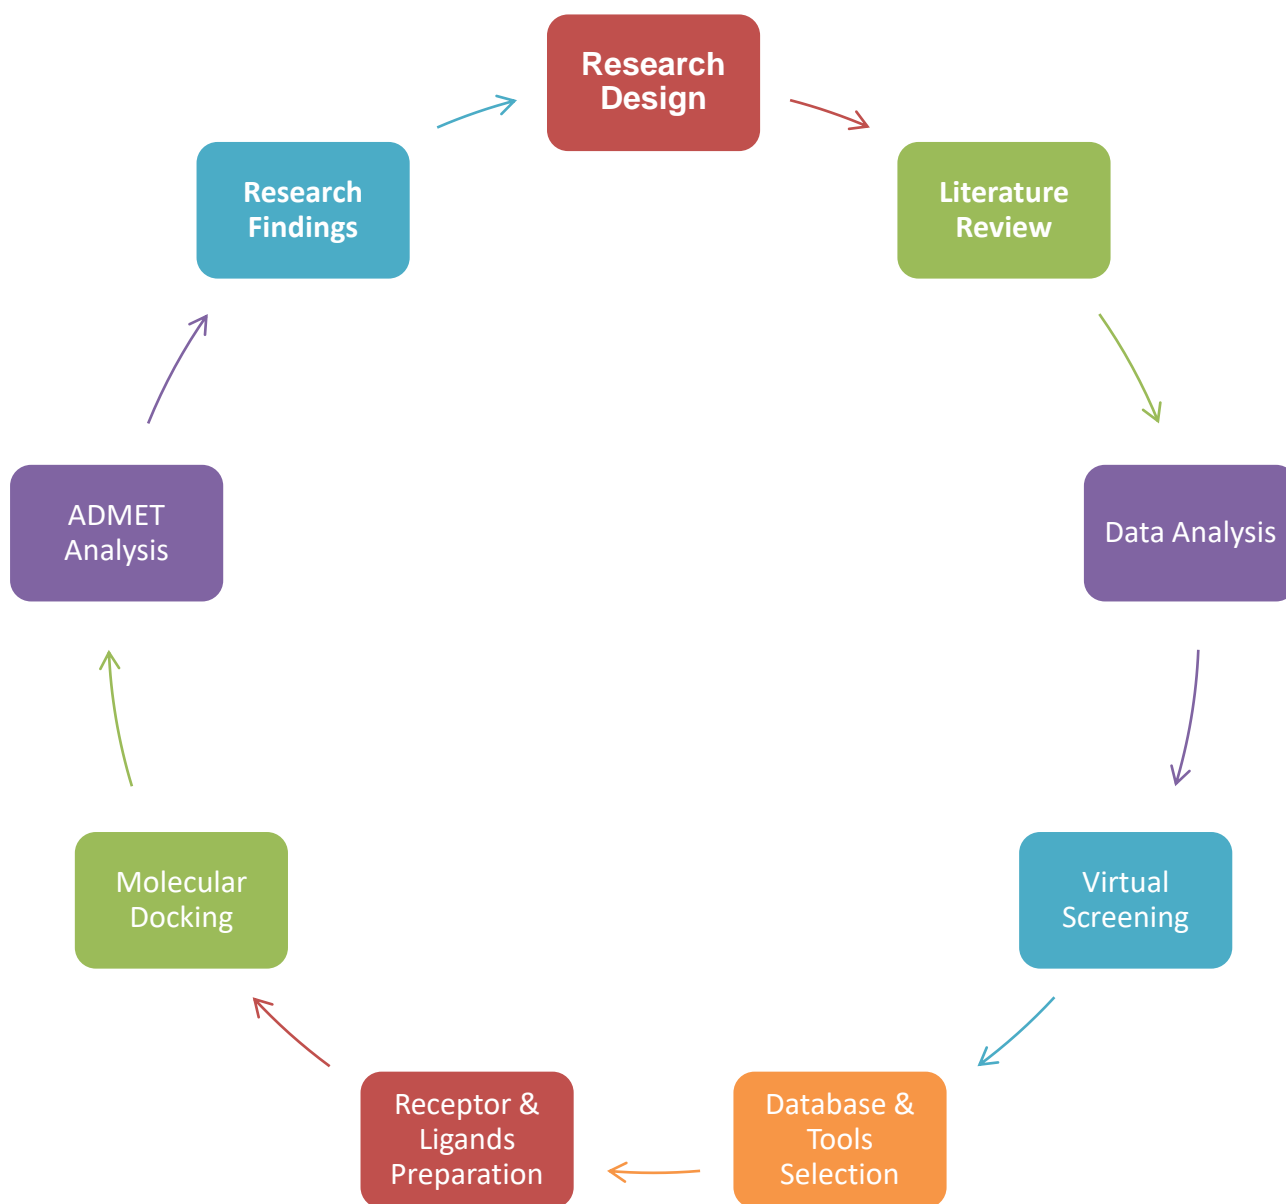 Research
Design
Literature
Review
Data Analysis
Virtual
Screening
Database &
Tools
Selection
Receptor &
Ligands
Preparation
Molecular
Docking
ADMET
Analysis
Research
Findings